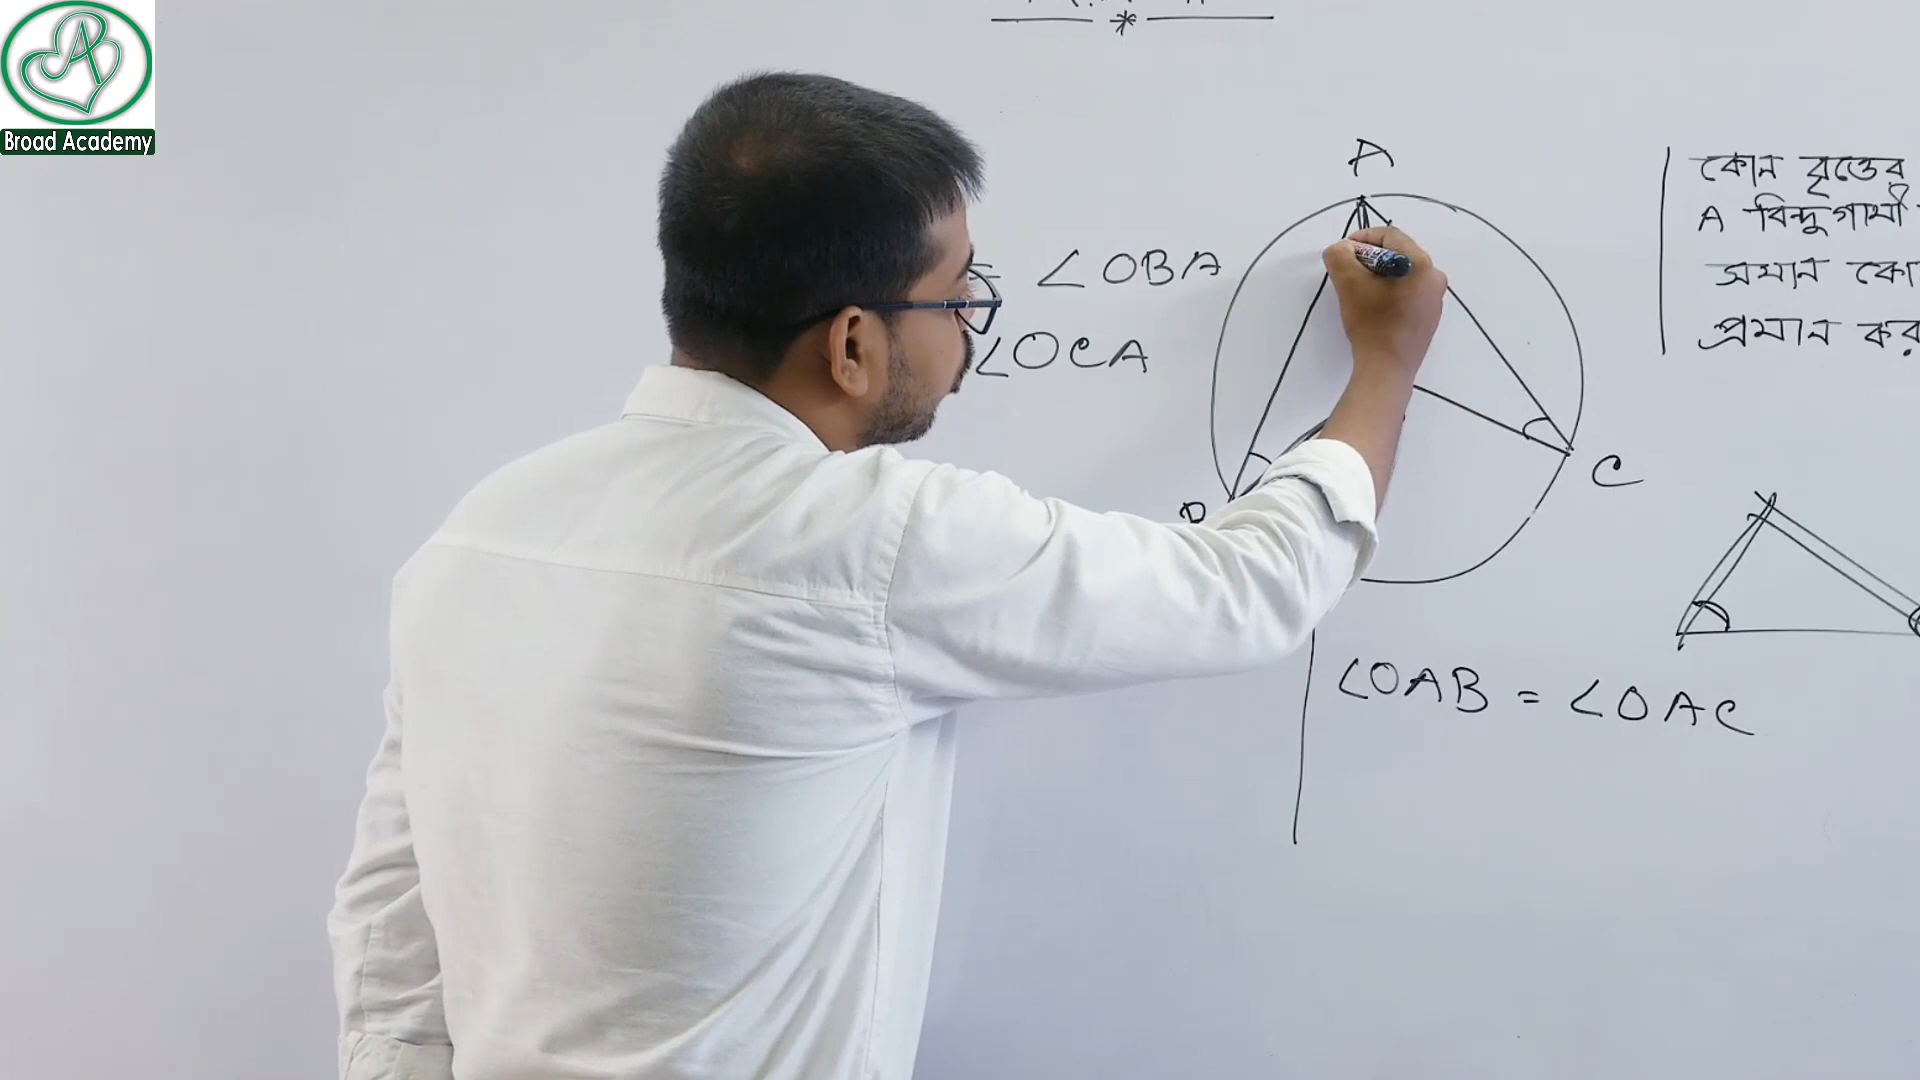 Broad Academy
A
কোন বৃত্তের
A বিন্দুগামী
সমান কো
প্রমান কর
= ∠OBA
∠OCA
C
B
∠OAB = ∠OAC